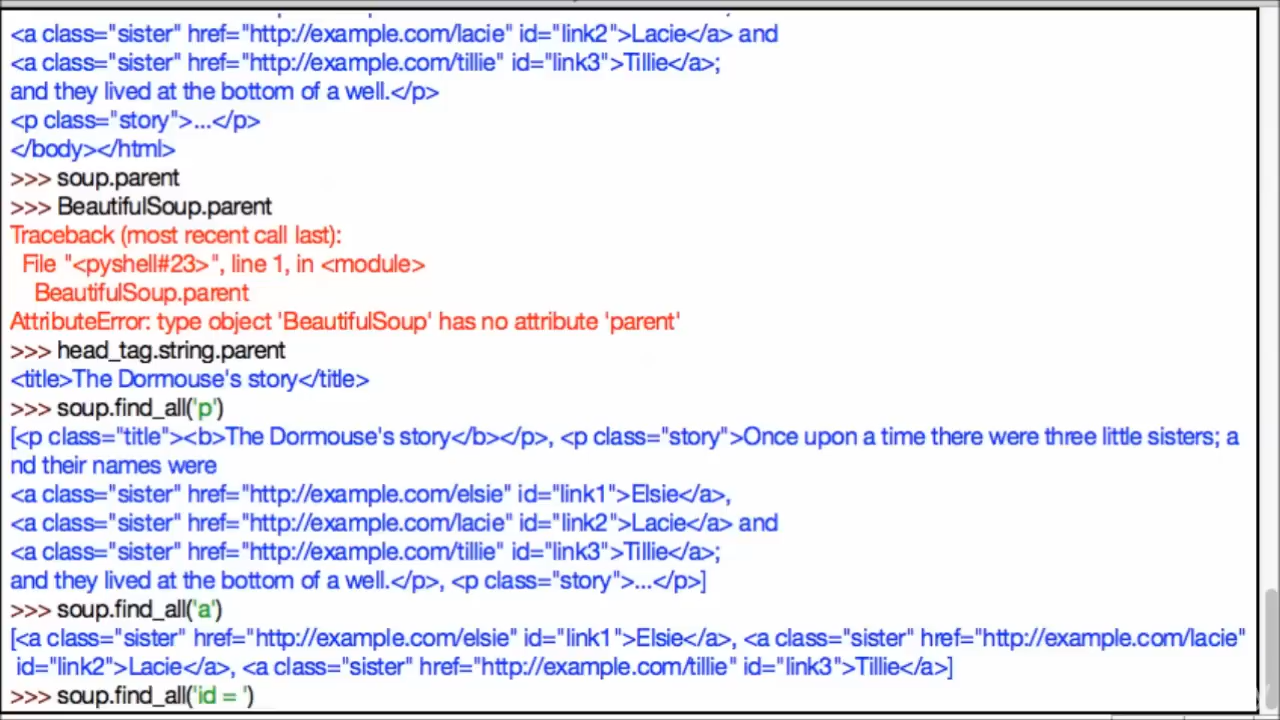 <a class="sister" href="http://example.com/lacie" id="link2">Lacie</a> and
<a class="sister" href="http://example.com/tillie" id="link3">Tillie</a>;
and they lived at the bottom of a well.</p>
<p class="story">...</p>
</body></html>
>>> soup.parent
>>> BeautifulSoup.parent
Traceback (most recent call last):
  File "<pyshell#23>", line 1, in <module>
    BeautifulSoup.parent
AttributeError: type object 'BeautifulSoup' has no attribute 'parent'
>>> head_tag.string.parent
<title>The Dormouse's story</title>
>>> soup.find_all('p')
[<p class="title"><b>The Dormouse's story</b></p>, <p class="story">Once upon a time there were three little sisters; a
nd their names were
<a class="sister" href="http://example.com/elsie" id="link1">Elsie</a>,
<a class="sister" href="http://example.com/lacie" id="link2">Lacie</a> and
<a class="sister" href="http://example.com/tillie" id="link3">Tillie</a>;
and they lived at the bottom of a well.</p>, <p class="story">...</p>]
>>> soup.find_all('a')
[<a class="sister" href="http://example.com/elsie" id="link1">Elsie</a>, <a class="sister" href="http://example.com/lacie"
 id="link2">Lacie</a>, <a class="sister" href="http://example.com/tillie" id="link3">Tillie</a>]
>>> soup.find_all('id = ')